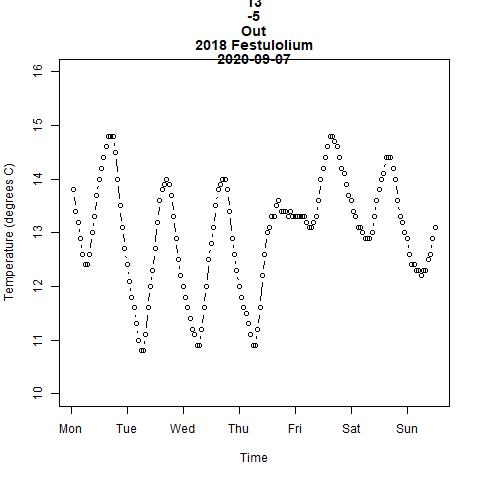 13
-5
Out
2018 Festulolium
2020-09-07
16
15
14
13
12
11
10
Temperature (degrees C)
Mon Tue Wed Thu Fri Sat Sun
Time